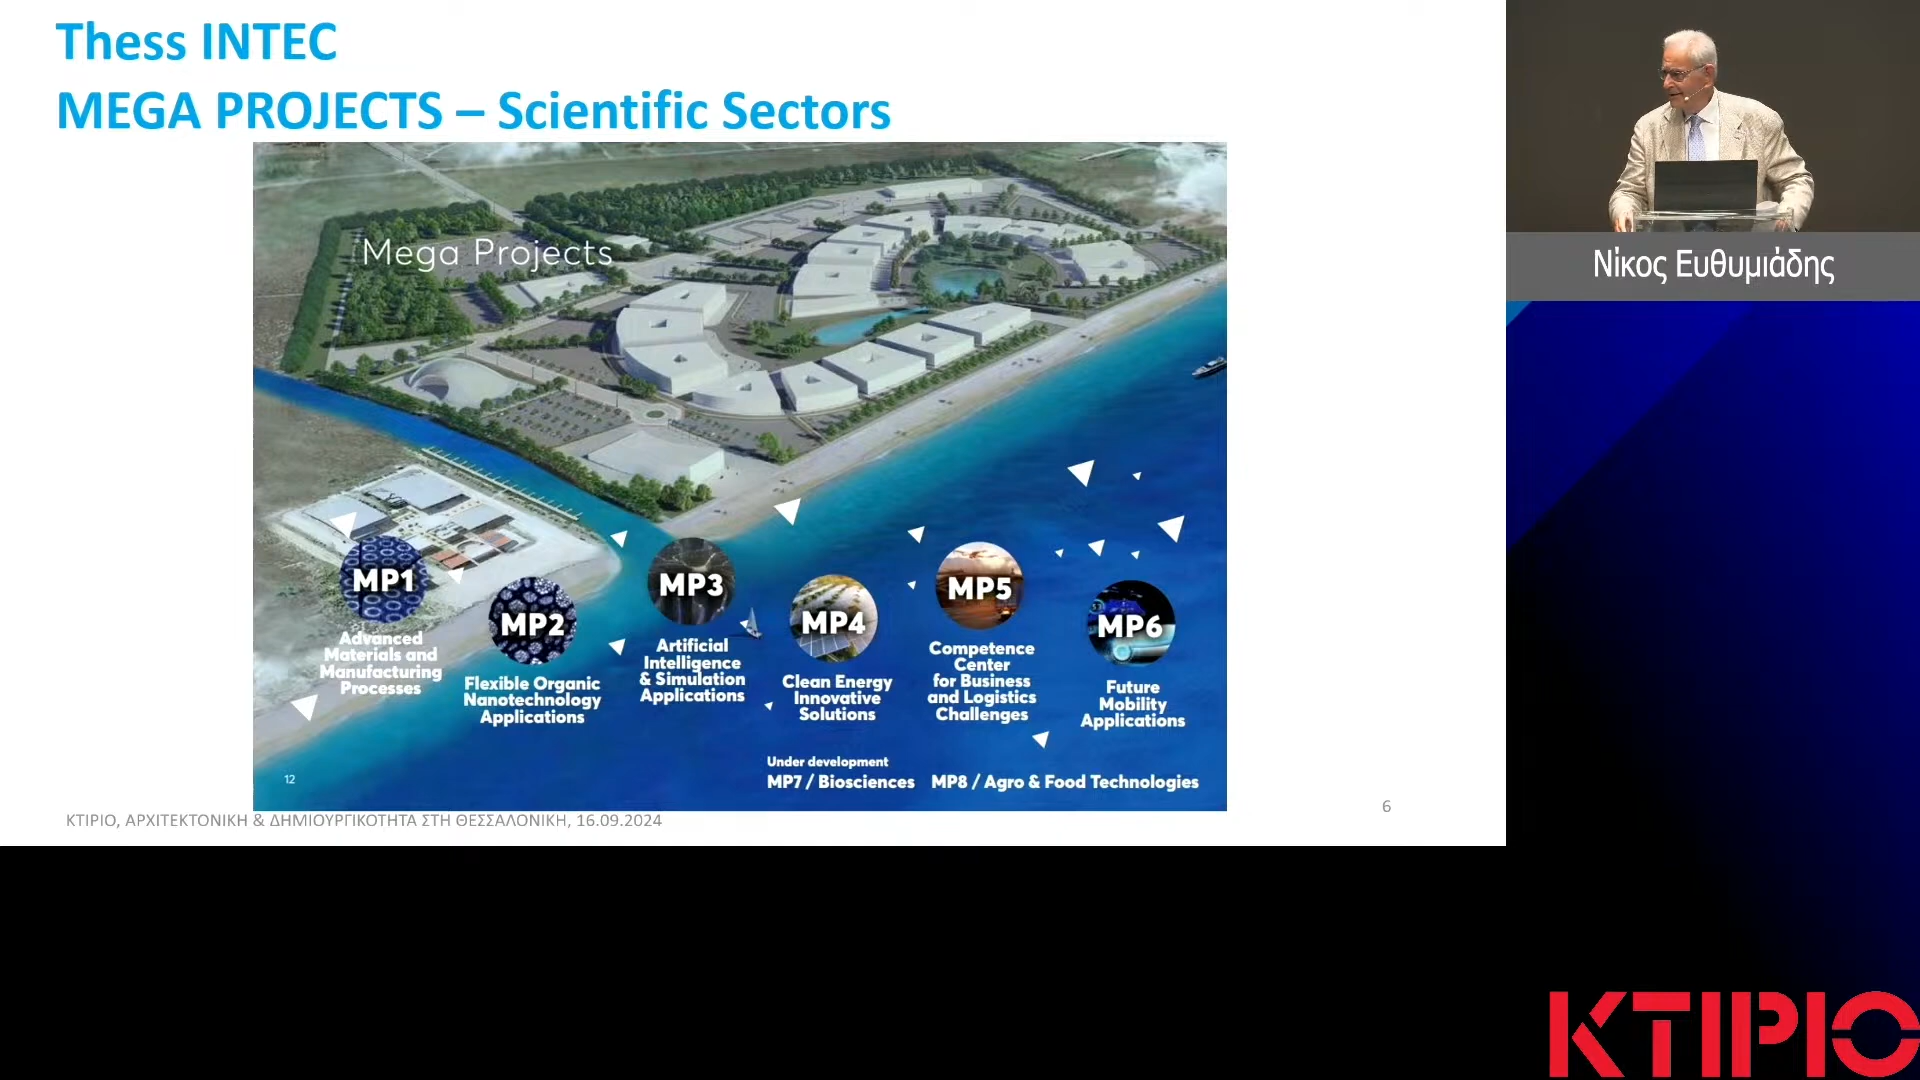 Thess INTEC
MEGA PROJECTS – Scientific Sectors
Mega Projects
MP1
Advanced
Materials and
Manufacturing
Processes
MP2
Flexible Organic
Nanotechnology
Applications
MP3
Artificial
Intelligence
& Simulation
Applications
MP4
Clean Energy
Innovative
Solutions
MP5
Competence
Center
for Business
and Logistics
Challenges
MP6
Future
Mobility
Applications
Under development
MP7 / Biosciences MP8 / Agro & Food Technologies
12
ΚΤΙΡΙΟ, ΑΡΧΙΤΕΚΤΟΝΙΚΗ & ΔΗΜΙΟΥΡΓΙΚΟΤΗΤΑ ΣΤΗ ΘΕΣΣΑΛΟΝΙΚΗ, 16.09.2024
6
Νίκος Ευθυμιάδης
ΚΤΙΡΙΟ